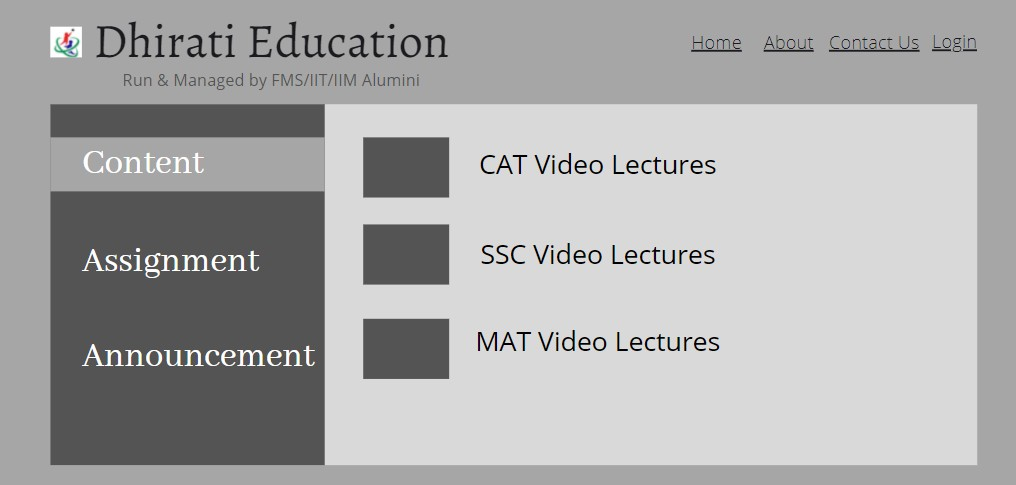 Dhirati Education
Run & Managed by FMS/IIT/IIM Alumini
Home About Contact Us Login
Content
Assignment
Announcement
CAT Video Lectures
SSC Video Lectures
MAT Video Lectures